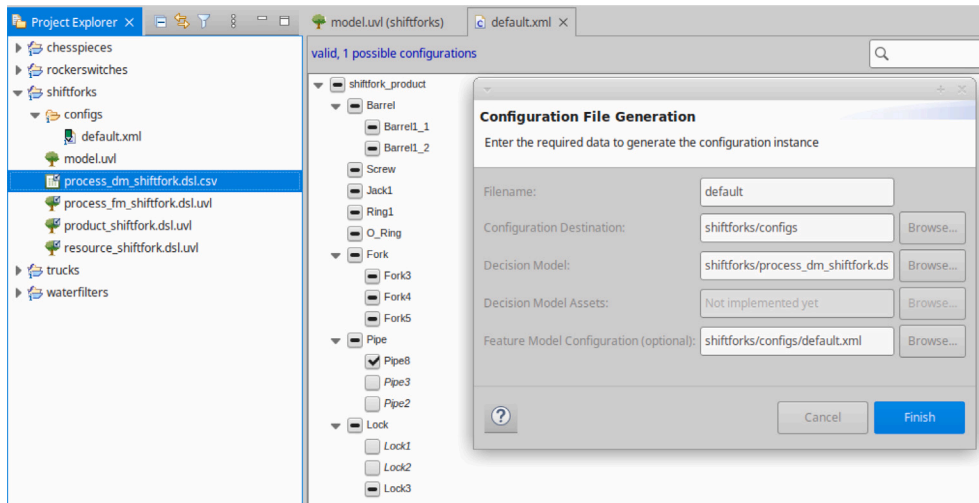 Project Explorer
chesspieces
rockerswitches
shiftforks
configs
default.xml
model.uvl
process_dm_shiftfork.dsl.csv
process_fm_shiftfork.dsl.uvl
product_shiftfork.dsl.uvl
resource_shiftfork.dsl.uvl
trucks
waterfilters
model.uvl (shiftforks)
default.xml
valid, 1 possible configurations
shiftfork_product
Barrel
Barrel1_1
Barrel1_2
Screw
Jack1
Ring1
O_Ring
Fork
Fork3
Fork4
Fork5
Pipe
Pipe8
Pipe3
Pipe2
Lock
Lock1
Lock2
Lock3
Configuration File Generation
Enter the required data to generate the configuration instance
Filename: default
Configuration Destination: shiftforks/configs Browse...
Decision Model: shiftforks/process_dm_shiftfork.ds Browse...
Decision Model Assets: Not implemented yet Browse...
Feature Model Configuration (optional): shiftforks/configs/default.xml Browse...
? Cancel Finish